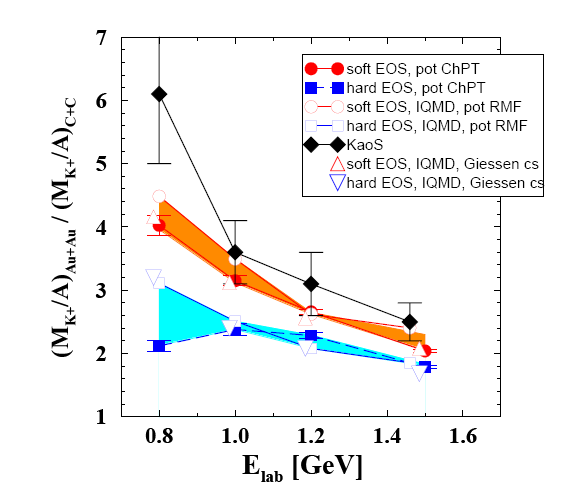 7
6
5
4
3
2
1
0.8 1.0 1.2 1.4 1.6
E_lab [GeV]
(M_K+/A)_Au+Au / (M_K+/A)_C+C
soft EOS, pot ChPT
hard EOS, pot ChPT
soft EOS, IQMD, pot RMF
hard EOS, IQMD, pot RMF
KaoS
soft EOS, IQMD, Giessen cs
hard EOS, IQMD, Giessen cs